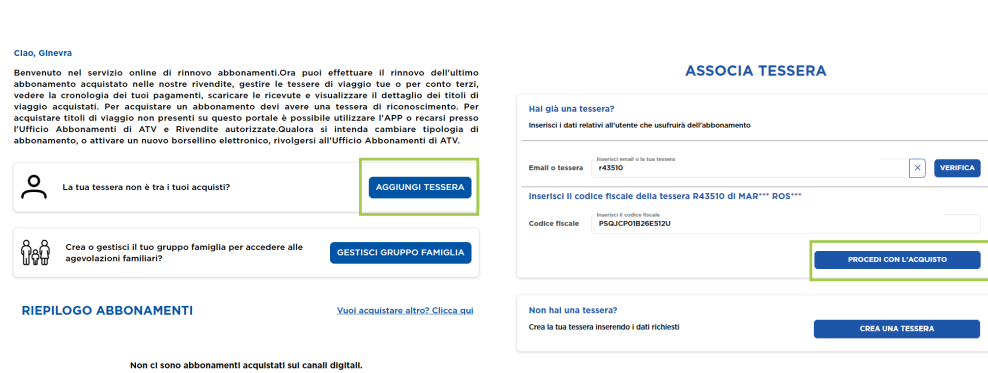 Ciao, Ginevra
Benvenuto nel servizio online di rinnovo abbonamenti.Ora puoi effettuare il rinnovo dell'ultimo
abbonamento acquistato nelle nostre rivendite, gestire le tessere di viaggio tue o per conto terzi,
vedere la cronologia dei tuoi pagamenti, scaricare le ricevute e visualizzare il dettaglio dei titoli di
viaggio acquistati. Per acquistare un abbonamento devi avere una tessera di riconoscimento. Per
acquistare titoli di viaggio non presenti su questo portale è possibile utilizzare l'APP o recarsi presso
l'Ufficio Abbonamenti di ATV e Rivendite autorizzate.Qualora si intenda cambiare tipologia di
abbonamento, o attivare un nuovo borsellino elettronico, rivolgersi all'Ufficio Abbonamenti di ATV.
La tua tessera non è tra i tuoi acquisti?
AGGIUNGI TESSERA
Crea o gestisci il tuo gruppo famiglia per accedere alle
agevolazioni familiari?
GESTISCI GRUPPO FAMIGLIA
RIEPILOGO ABBONAMENTI
Vuoi acquistare altro? Clicca qui
Non ci sono abbonamenti acquistati sui canali digitali.
ASSOCIA TESSERA
Hai già una tessera?
Inserisci i dati relativi all'utente che usufruirà dell'abbonamento
Inserisci email o la tua tessera
Email o tessera
r43510
VERIFICA
Inserisci il codice fiscale della tessera R43510 di MAR*** ROS***
Inserisci il codice fiscale
Codice fiscale
PSQJCP01B26E512U
PROCEDI CON L'ACQUISTO
Non hai una tessera?
Crea la tua tessera inserendo i dati richiesti
CREA UNA TESSERA